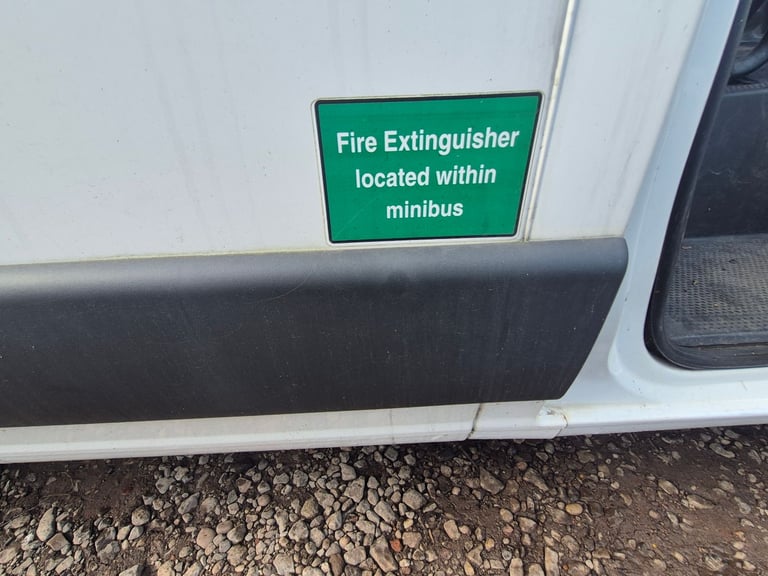 Fire Extinguisher
located within
minibus